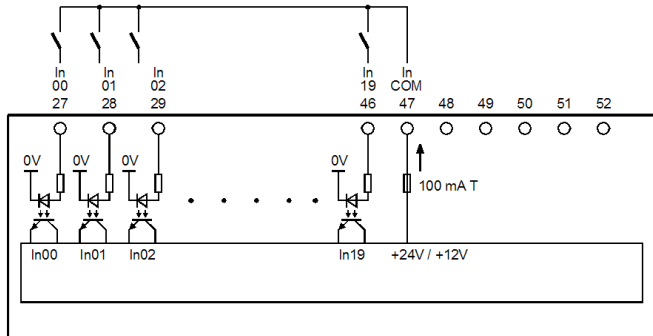 In In In In In
00 01 02 19 COM
27 28 29 46 47 48 49 50 51 52
0V 0V 0V 0V
100 mA T
In00 In01 In02 In19 +24V / +12V